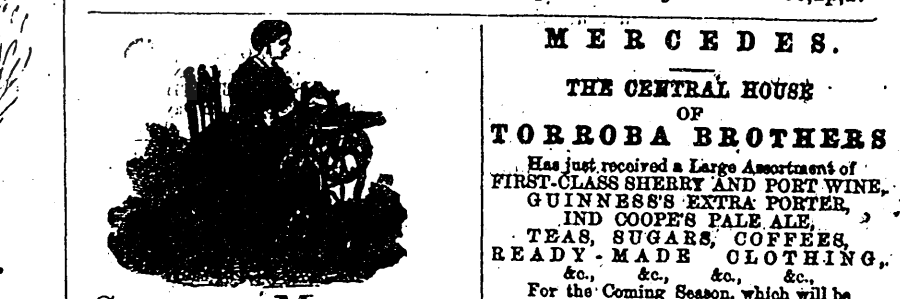 MERCEDES.
THE CENTRAL HOUSE
OF
TORROBA BROTHERS
Has just received a Large Assortment of
FIRST-CLASS SHERRY AND PORT WINE,
GUINNESS'S EXTRA PORTER,
IND COOPE'S PALE ALE,
TEAS, SUGARS, COFFEES,
READY-MADE CLOTHING,
&c., &c., &c., &c.,
For the Coming Season, which will be